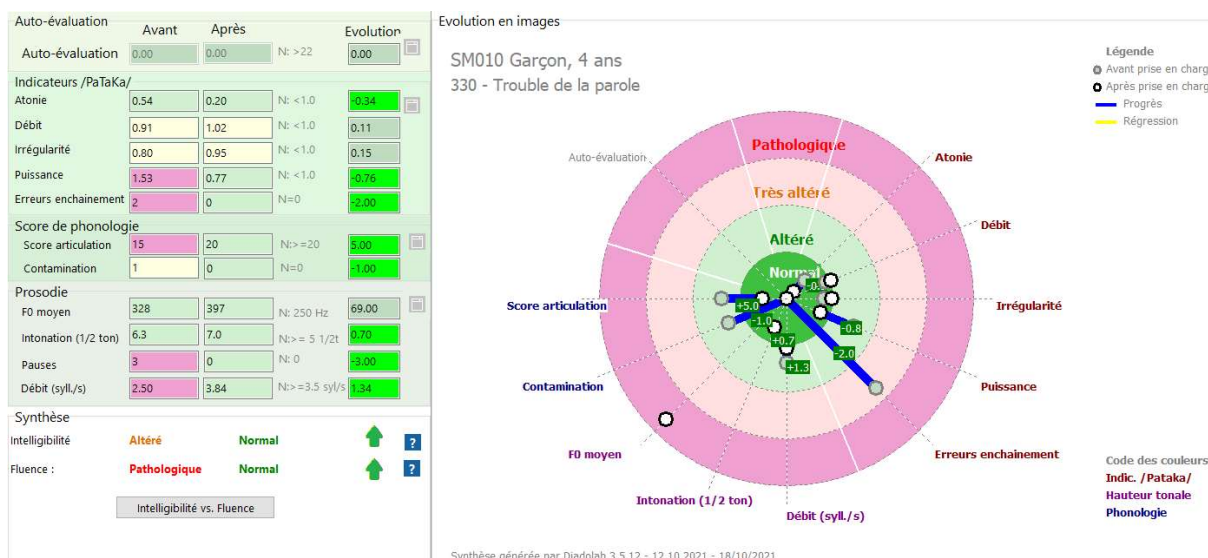 Auto-évaluation
Avant Après Evolution
Auto-évaluation 0.00 0.00 N: >22 0.00
Indicateurs /PaTaKa/
Atonie 0.54 0.20 N: <1.0 -0.34
Débit 0.91 1.02 N: <1.0 0.11
Irrégularité 0.80 0.95 N: <1.0 0.15
Puissance 1.53 0.77 N: <1.0 -0.76
Erreurs enchainement 2 0 N=0 -2.00
Score de phonologie
Score articulation 15 20 N:>=20 5.00
Contamination 1 0 N=0 -1.00
Prosodie
F0 moyen 328 397 N: 250 Hz 69.00
Intonation (1/2 ton) 6.3 7.0 N:>= 5 1/2t 0.70
Pauses 3 0 N: 0 -3.00
Débit (syll./s) 2.50 3.84 N:>=3.5 syl/s 1.34
Synthèse
Intelligibilité Altéré Normal ?
Fluence : Pathologique Normal ?
Intelligibilité vs. Fluence
Evolution en images
SM010 Garçon, 4 ans
330 - Trouble de la parole
Légende
Avant prise en charg
Après prise en charg
Progrès
Régression
Pathologique
Très altéré
Altéré
Normal
Auto-évaluation
Atonie
Débit
Irrégularité
Puissance
Erreurs enchainement
Débit (syll./s)
Intonation (1/2 ton)
F0 moyen
Contamination
Score articulation
+5.0
-1.0
+0.7
+1.3
-2.0
-0.8
Code des couleurs
Indic. /Pataka/
Hauteur tonale
Phonologie
Synthèse générée par Diadolab 3.5.12 - 12.10.2021 - 18/10/2021